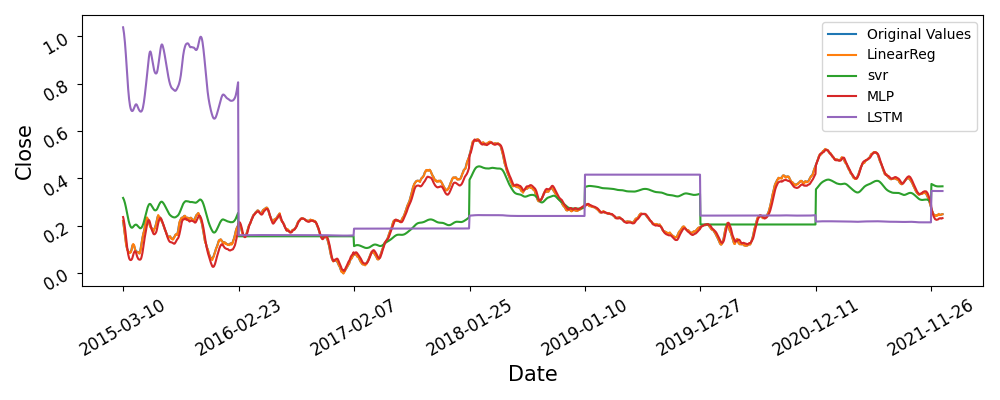 1.0
0.8
0.6
0.4
0.2
0.0
Close
Original Values
LinearReg
svr
MLP
LSTM
2015-03-10
2016-02-23
2017-02-07
2018-01-25
2019-01-10
2019-12-27
2020-12-11
2021-11-26
Date